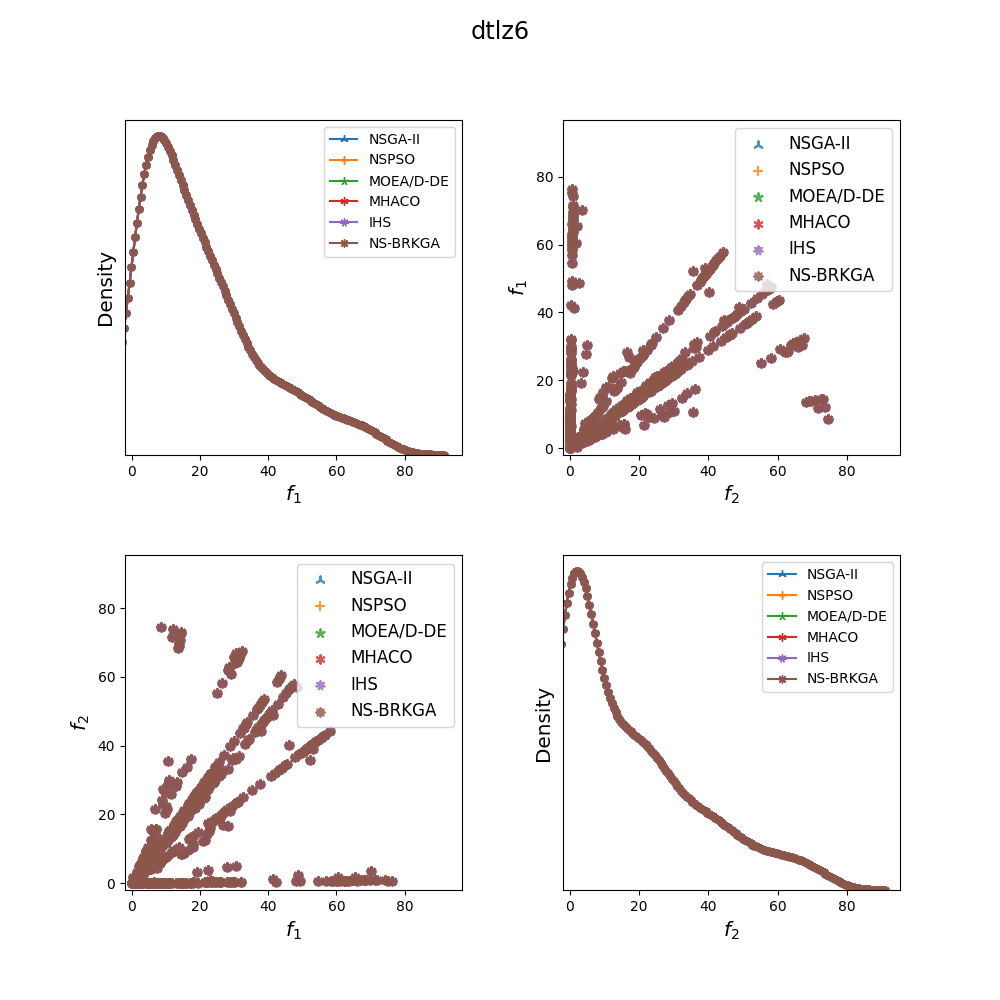 dtlz6
Density
NSGA-II
NSPSO
MOEA/D-DE
MHACO
IHS
NS-BRKGA
0 20 40 60 80
f1
f1
80
60
40
20
0
NSGA-II
NSPSO
MOEA/D-DE
MHACO
IHS
NS-BRKGA
0 20 40 60 80
f2
f2
80
60
40
20
0
NSGA-II
NSPSO
MOEA/D-DE
MHACO
IHS
NS-BRKGA
0 20 40 60 80
f1
Density
NSGA-II
NSPSO
MOEA/D-DE
MHACO
IHS
NS-BRKGA
0 20 40 60 80
f2